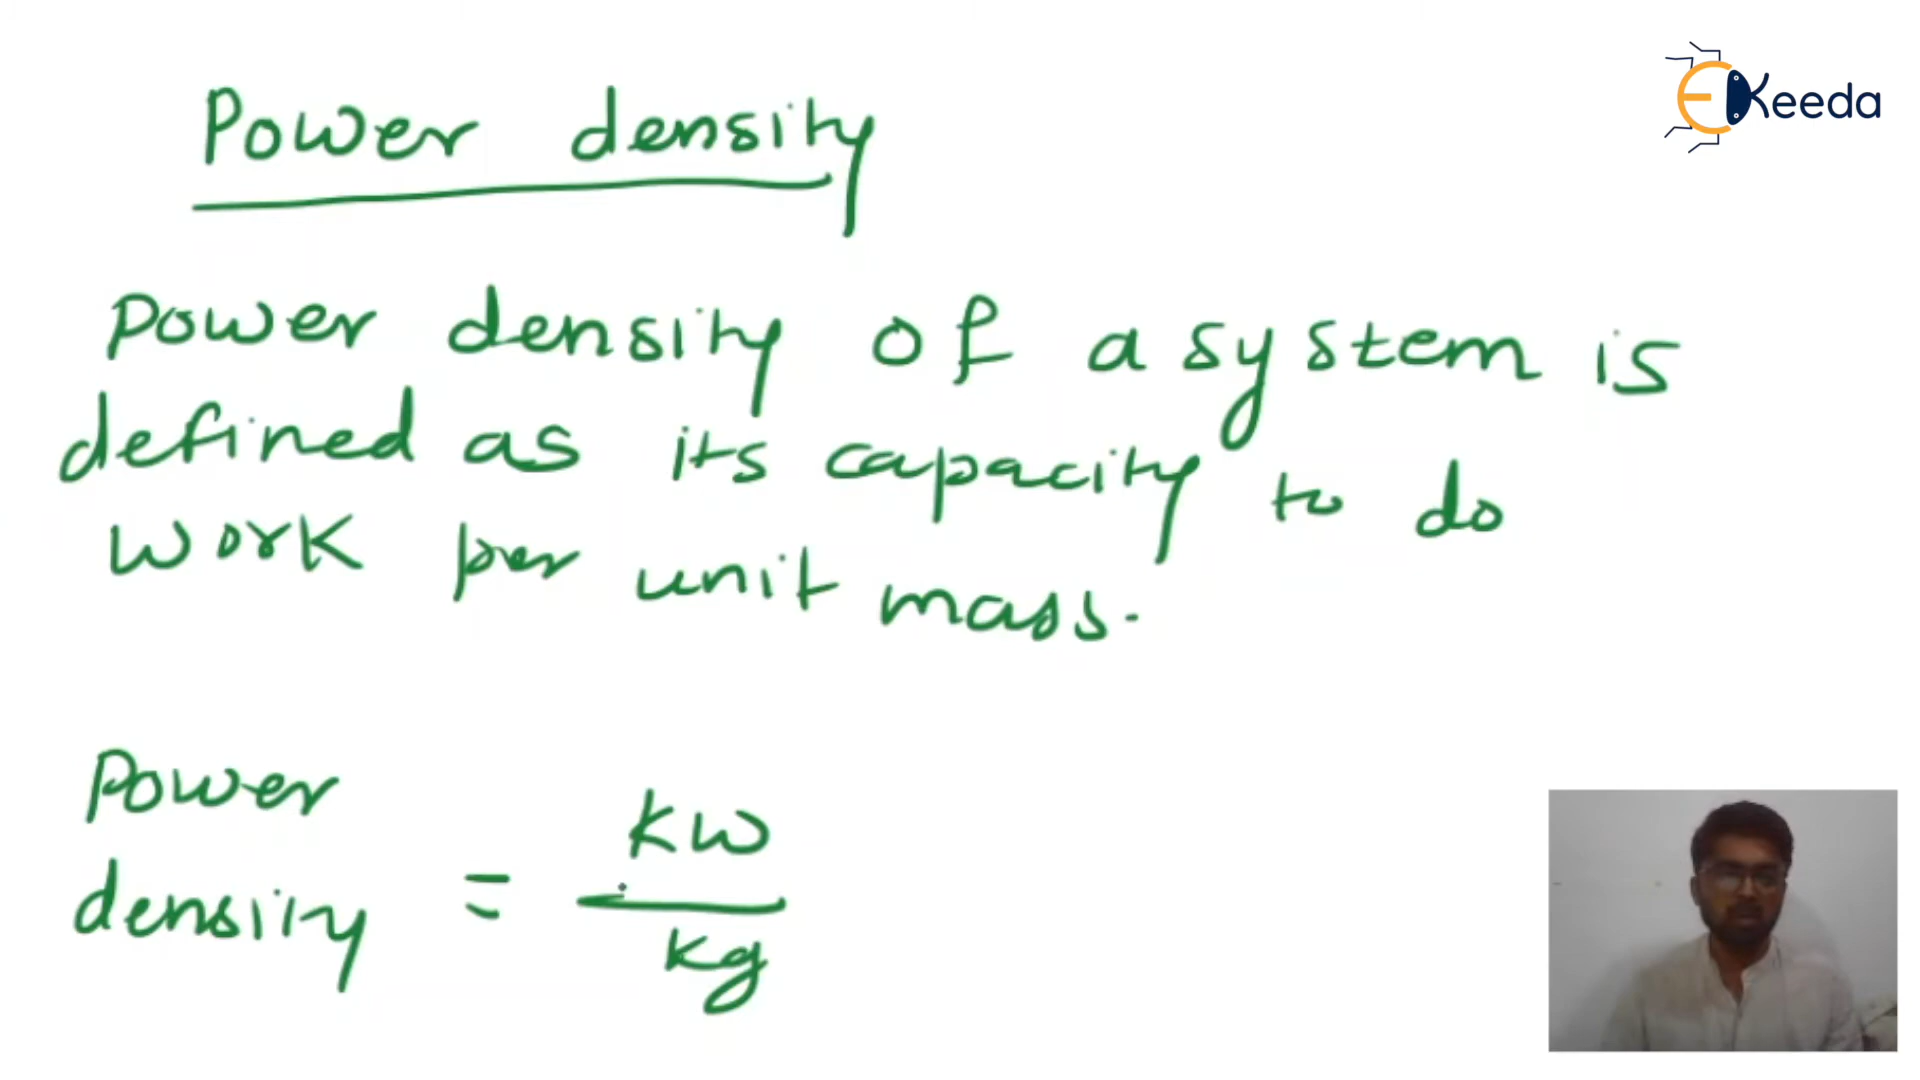 EKeeda
Power density
Power density of a system is
defined as its capacity to do
work per unit mass.
Power
density = kw
kg